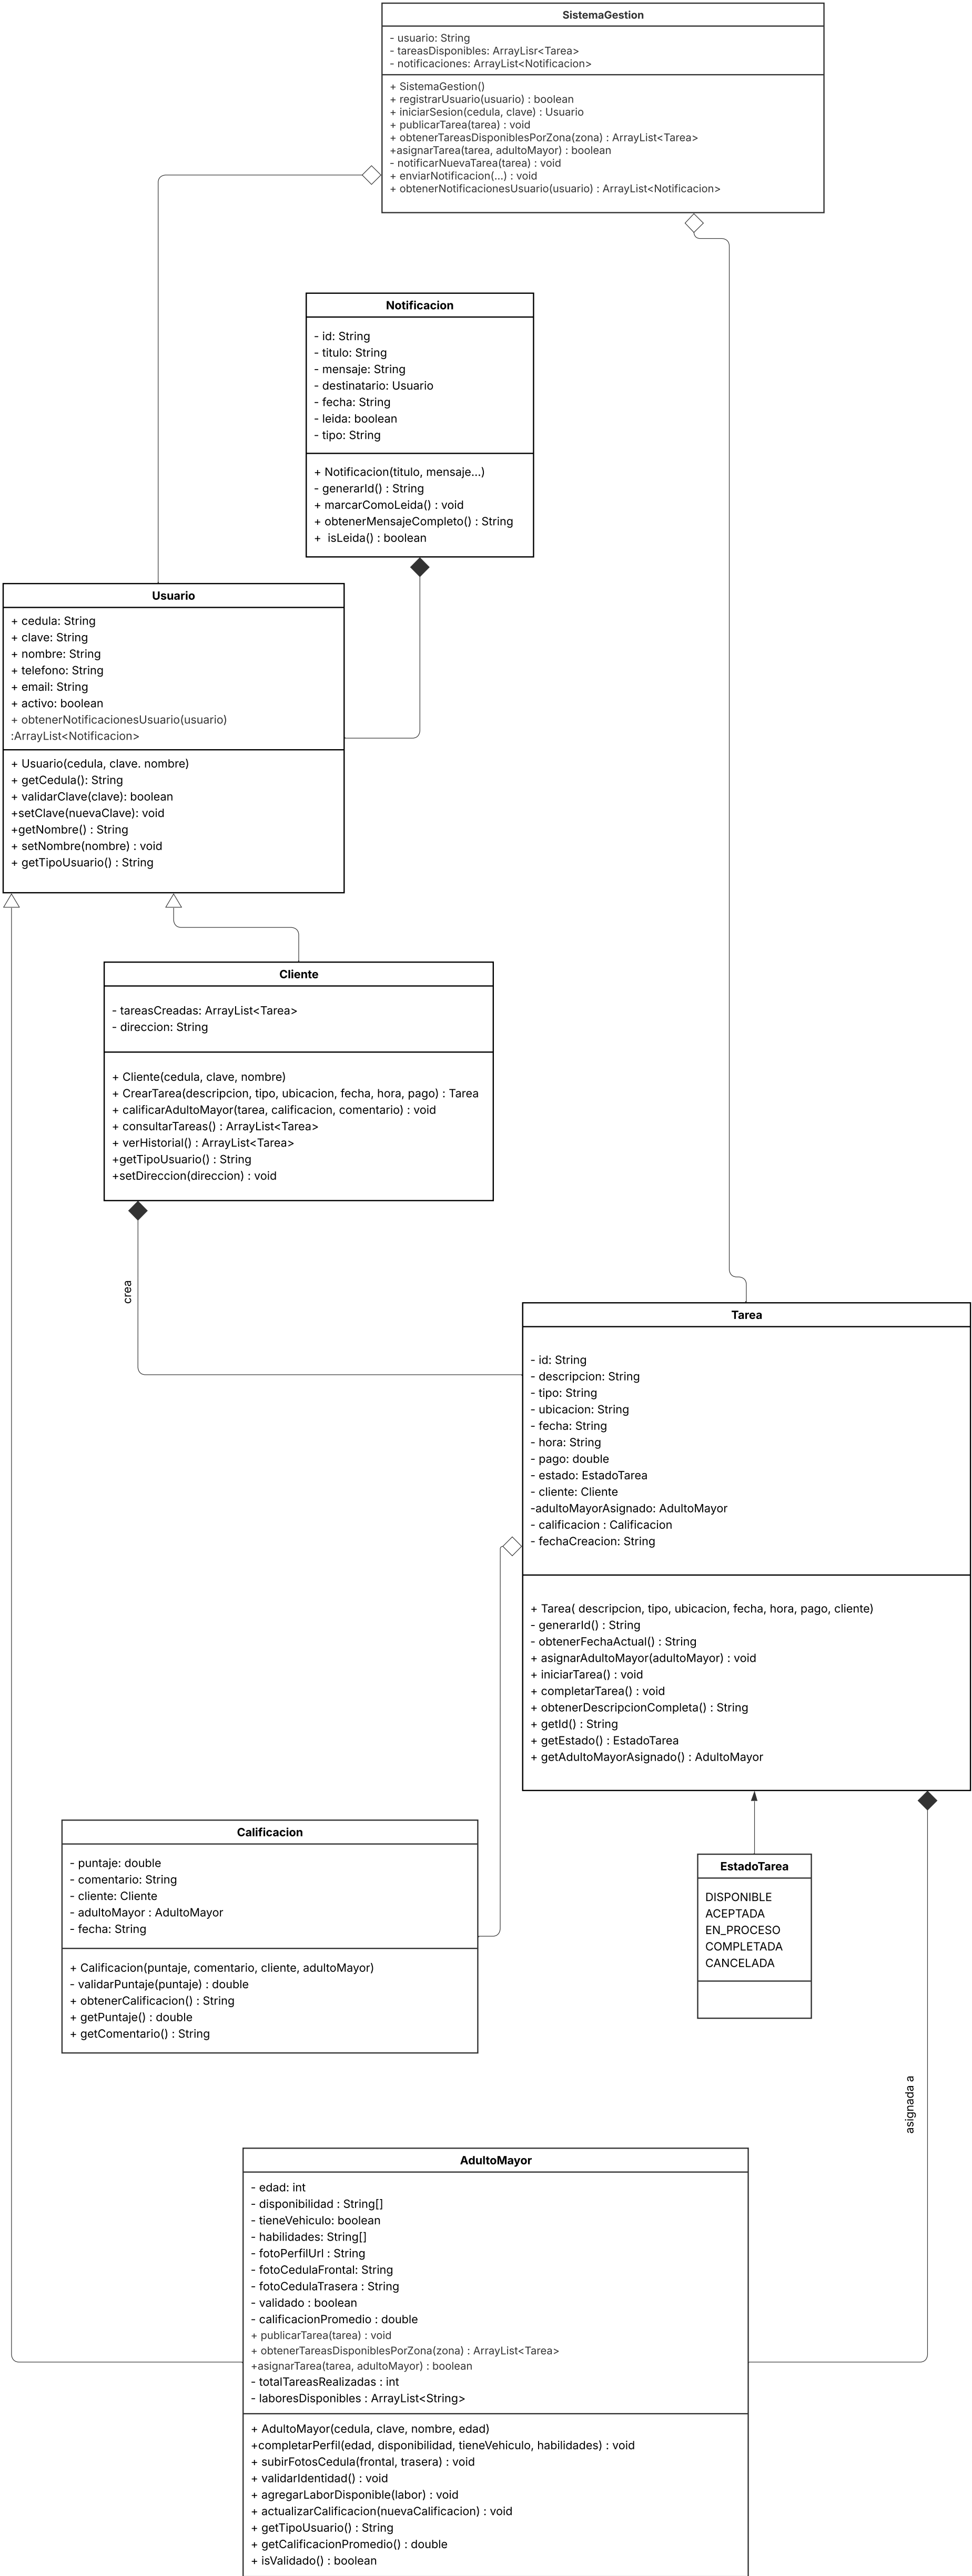 SistemaGestion
- usuario: String
- tareasDisponibles: ArrayLisr<Tarea>
- notificaciones: ArrayList<Notificacion>
+ SistemaGestion()
+ registrarUsuario(usuario) : boolean
+ iniciarSesion(cedula, clave) : Usuario
+ publicarTarea(tarea) : void
+ obtenerTareasDisponiblesPorZona(zona) : ArrayList<Tarea>
+asignarTarea(tarea, adultoMayor) : boolean
- notificarNuevaTarea(tarea) : void
+ enviarNotificacion(...) : void
+ obtenerNotificacionesUsuario(usuario) : ArrayList<Notificacion>
Notificacion
- id: String
- titulo: String
- mensaje: String
- destinatario: Usuario
- fecha: String
- leida: boolean
- tipo: String
+ Notificacion(titulo, mensaje...)
- generarId() : String
+ marcarComoLeida() : void
+ obtenerMensajeCompleto() : String
+  isLeida() : boolean
Usuario
+ cedula: String
+ clave: String
+ nombre: String
+ telefono: String
+ email: String
+ activo: boolean
+ obtenerNotificacionesUsuario(usuario)
:ArrayList<Notificacion>
+ Usuario(cedula, clave. nombre)
+ getCedula(): String
+ validarClave(clave): boolean
+setClave(nuevaClave): void
+getNombre() : String
+ setNombre(nombre) : void
+ getTipoUsuario() : String
Cliente
- tareasCreadas: ArrayList<Tarea>
- direccion: String
+ Cliente(cedula, clave, nombre)
+ CrearTarea(descripcion, tipo, ubicacion, fecha, hora, pago) : Tarea
+ calificarAdultoMayor(tarea, calificacion, comentario) : void
+ consultarTareas() : ArrayList<Tarea>
+ verHistorial() : ArrayList<Tarea>
+getTipoUsuario() : String
+setDireccion(direccion) : void
crea
Tarea
- id: String
- descripcion: String
- tipo: String
- ubicacion: String
- fecha: String
- hora: String
- pago: double
- estado: EstadoTarea
- cliente: Cliente
-adultoMayorAsignado: AdultoMayor
- calificacion : Calificacion
- fechaCreacion: String
+ Tarea( descripcion, tipo, ubicacion, fecha, hora, pago, cliente)
- generarId() : String
- obtenerFechaActual() : String
+ asignarAdultoMayor(adultoMayor) : void
+ iniciarTarea() : void
+ completarTarea() : void
+ obtenerDescripcionCompleta() : String
+ getId() : String
+ getEstado() : EstadoTarea
+ getAdultoMayorAsignado() : AdultoMayor
Calificacion
- puntaje: double
- comentario: String
- cliente: Cliente
- adultoMayor : AdultoMayor
- fecha: String
+ Calificacion(puntaje, comentario, cliente, adultoMayor)
- validarPuntaje(puntaje) : double
+ obtenerCalificacion() : String
+ getPuntaje() : double
+ getComentario() : String
EstadoTarea
DISPONIBLE
ACEPTADA
EN_PROCESO
COMPLETADA
CANCELADA
asignada a
AdultoMayor
- edad: int
- disponibilidad : String[]
- tieneVehiculo: boolean
- habilidades: String[]
- fotoPerfilUrl : String
- fotoCedulaFrontal: String
- fotoCedulaTrasera : String
- validado : boolean
- calificacionPromedio : double
+ publicarTarea(tarea) : void
+ obtenerTareasDisponiblesPorZona(zona) : ArrayList<Tarea>
+asignarTarea(tarea, adultoMayor) : boolean
- totalTareasRealizadas : int
- laboresDisponibles : ArrayList<String>
+ AdultoMayor(cedula, clave, nombre, edad)
+completarPerfil(edad, disponibilidad, tieneVehiculo, habilidades) : void
+ subirFotosCedula(frontal, trasera) : void
+ validarIdentidad() : void
+ agregarLaborDisponible(labor) : void
+ actualizarCalificacion(nuevaCalificacion) : void
+ getTipoUsuario() : String
+ getCalificacionPromedio() : double
+ isValidado() : boolean